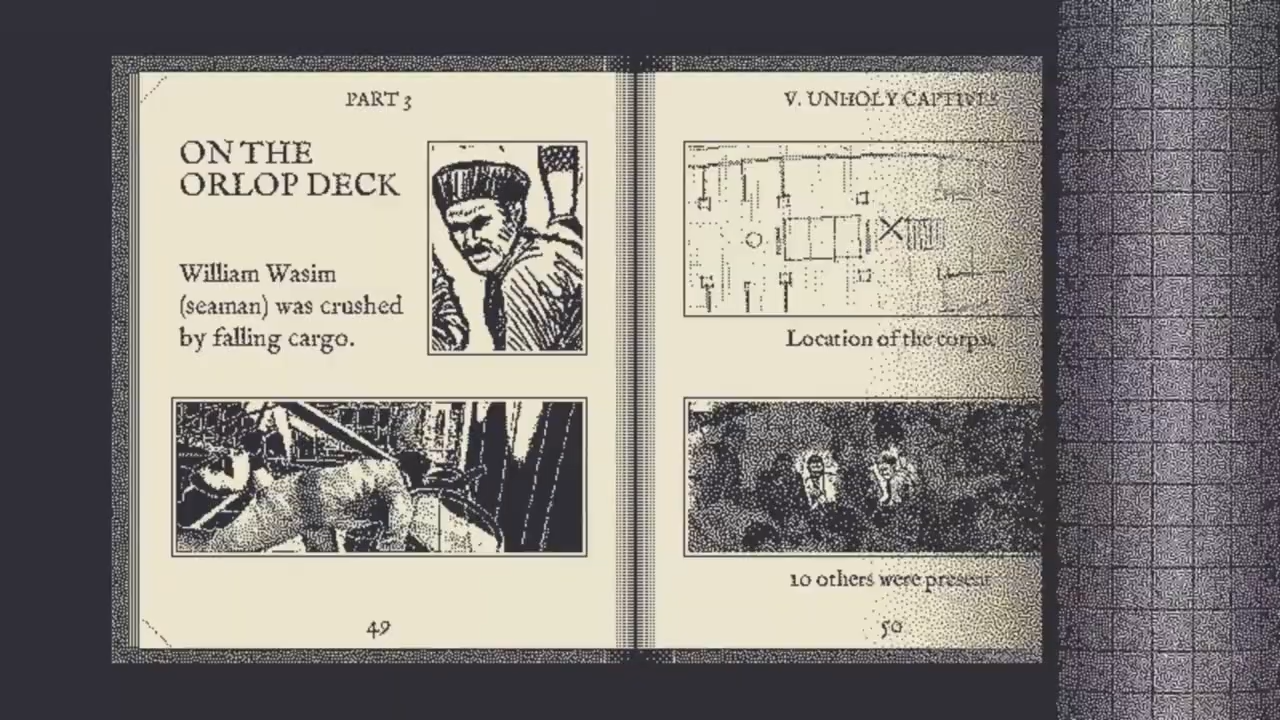 PART 3
ON THE
ORLOP DECK
William Wasim
(seaman) was crushed
by falling cargo.
49
V. UNHOLY CAPTIVES
Location of the corpse
10 others were present
50